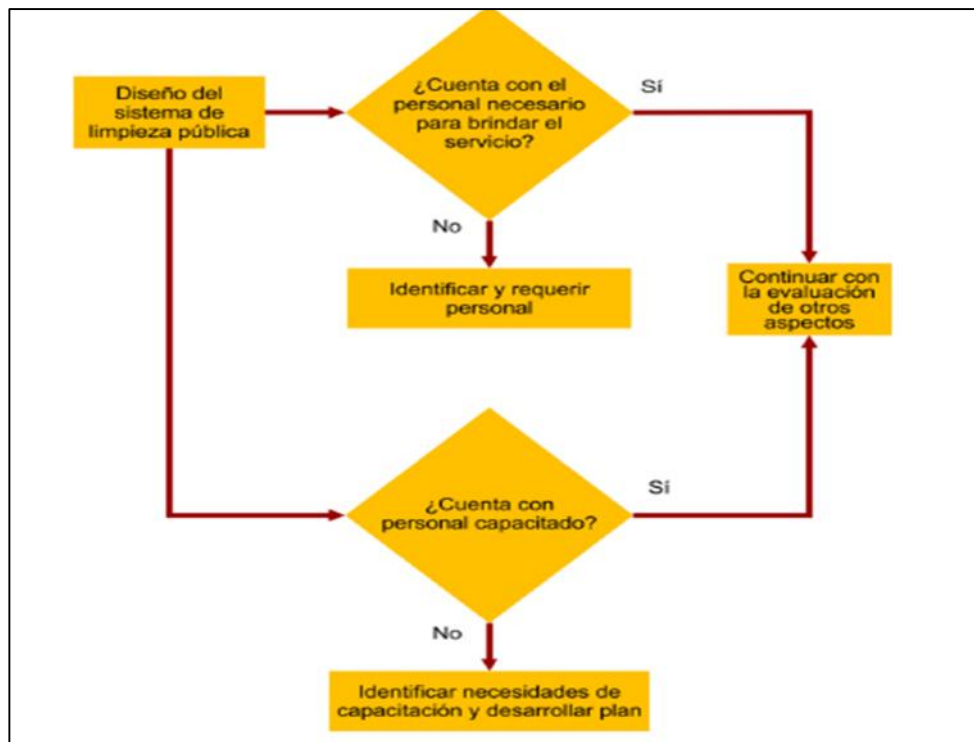 Diseño del
sistema de
limpieza pública
¿Cuenta con el
personal necesario
para brindar el
servicio?
Sí
No
Identificar y requerir
personal
Continuar con
la evaluación
de otros
aspectos
¿Cuenta con
personal capacitado?
Sí
No
Identificar necesidades de
capacitación y desarrollar plan